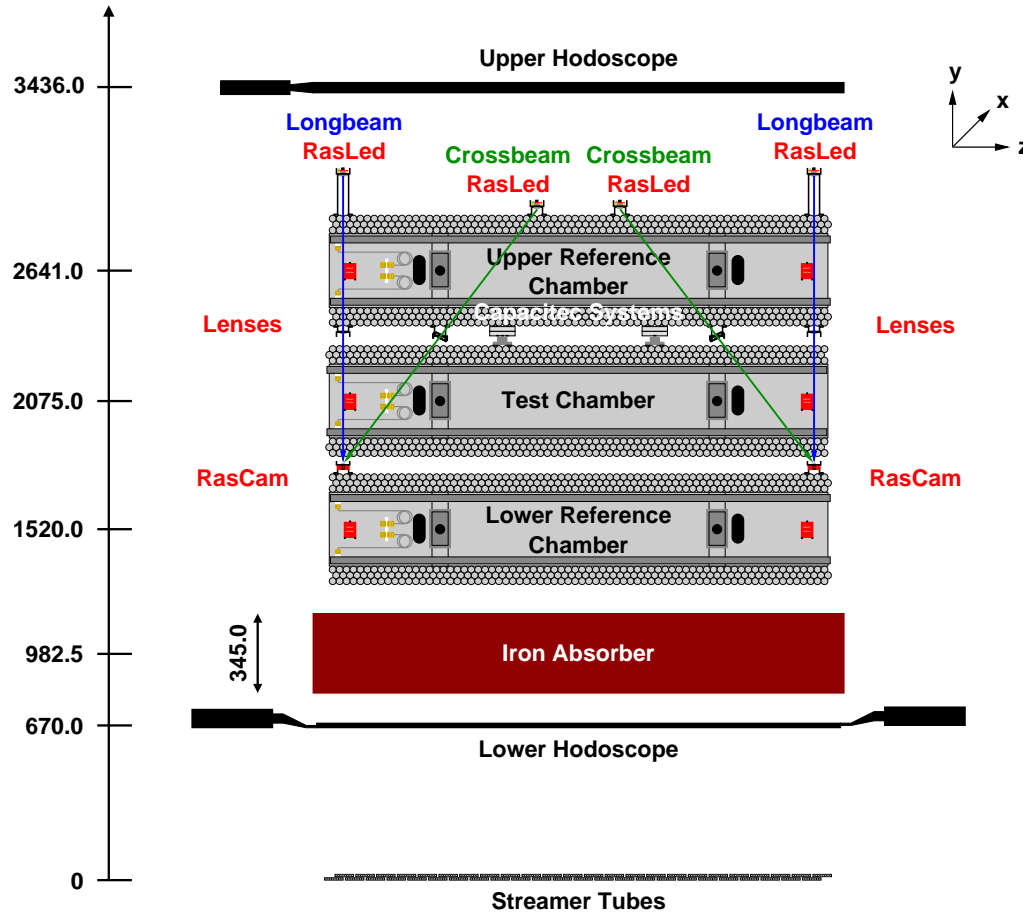 Upper Hodoscope
3436.0
y
x
z
Longbeam
RasLed
Crossbeam
RasLed
Crossbeam
RasLed
Longbeam
RasLed
2641.0
Upper Reference
Chamber
Lenses
Capacitec Systems
Lenses
2075.0
Test Chamber
RasCam
RasCam
1520.0
Lower Reference
Chamber
345.0
982.5
Iron Absorber
670.0
Lower Hodoscope
0
Streamer Tubes